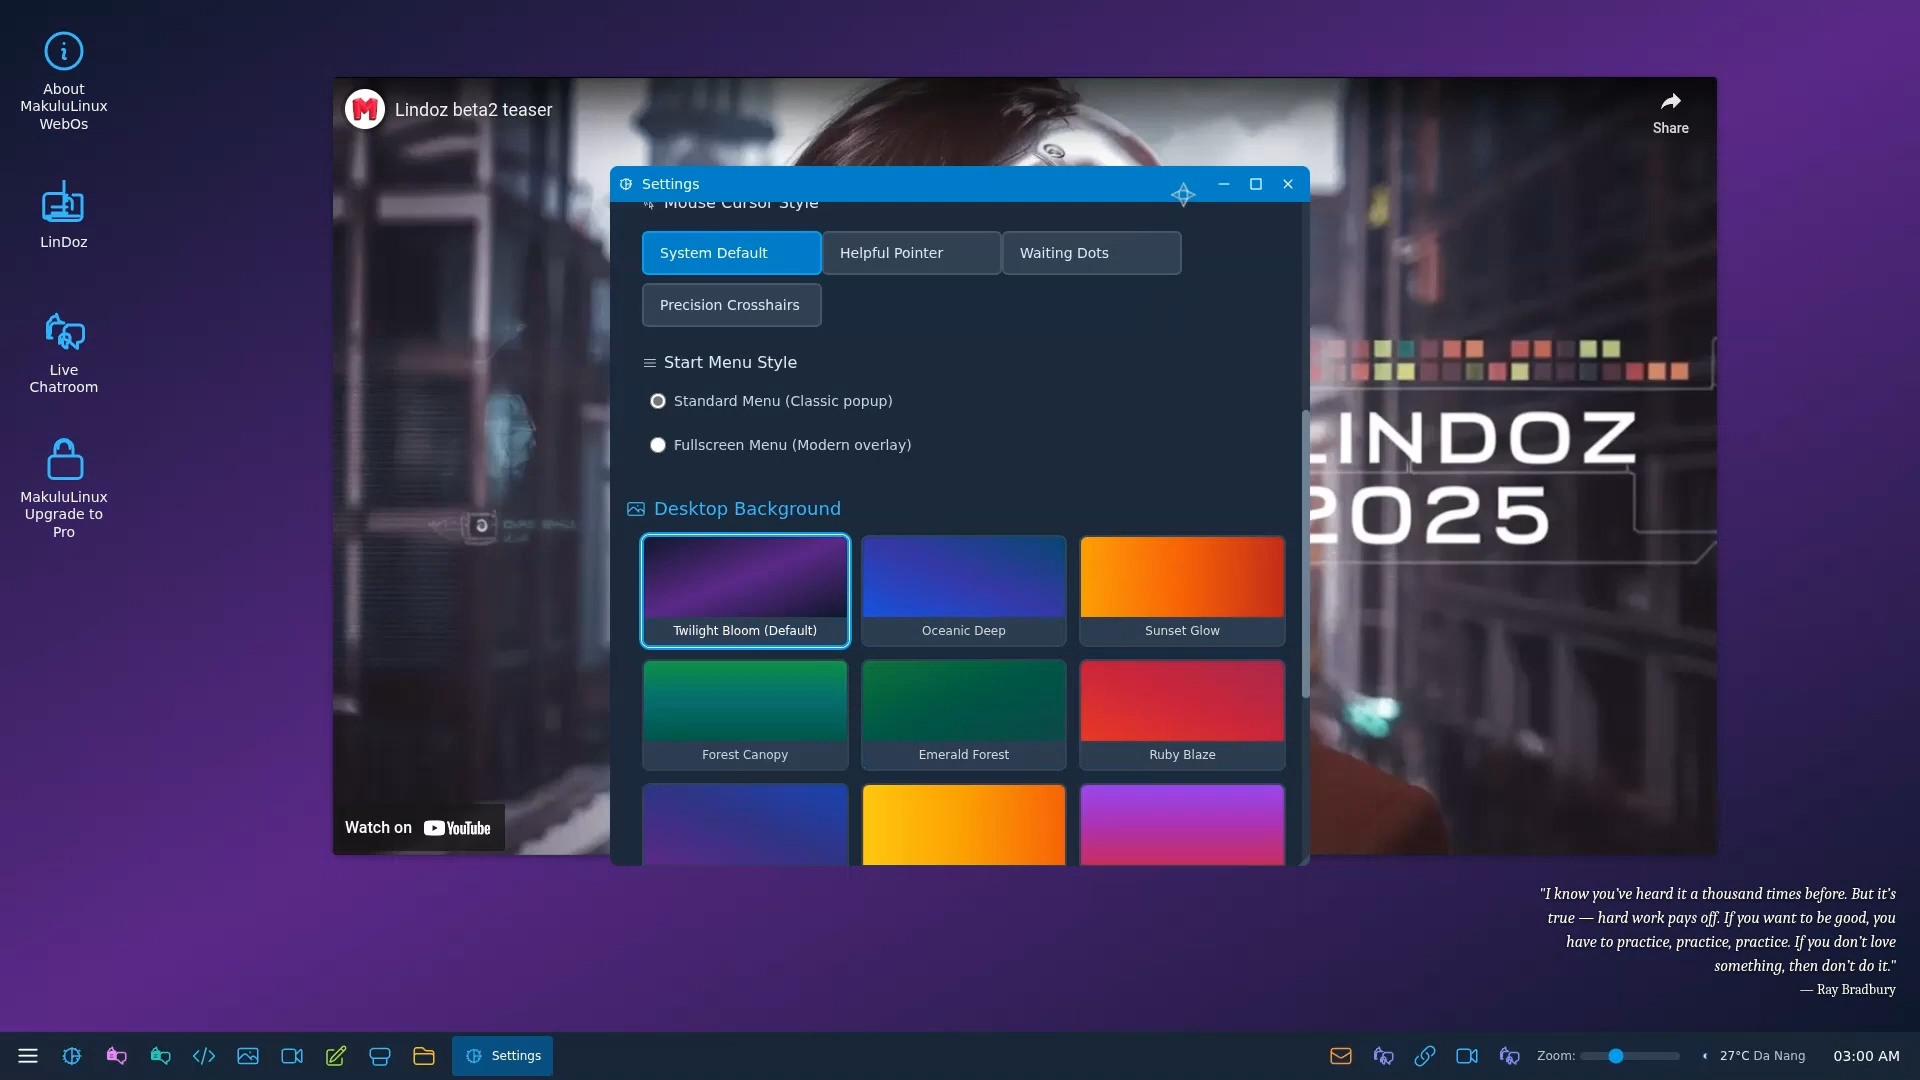 About
MakuluLinux
WebOs
LinDoz
Live
Chatroom
MakuluLinux
Upgrade to
Pro
Lindoz beta2 teaser
Share
Settings
Mouse Cursor Style
System Default
Helpful Pointer
Waiting Dots
Precision Crosshairs
Start Menu Style
Standard Menu (Classic popup)
Fullscreen Menu (Modern overlay)
Desktop Background
Twilight Bloom (Default)
Oceanic Deep
Sunset Glow
Forest Canopy
Emerald Forest
Ruby Blaze
LINDOZ
2025
Watch on YouTube
"I know you've heard it a thousand times before. But it's
true — hard work pays off. If you want to be good, you
have to practice, practice, practice. If you don't love
something, then don't do it."
— Ray Bradbury
Settings
Zoom:
27°C Da Nang
03:00 AM